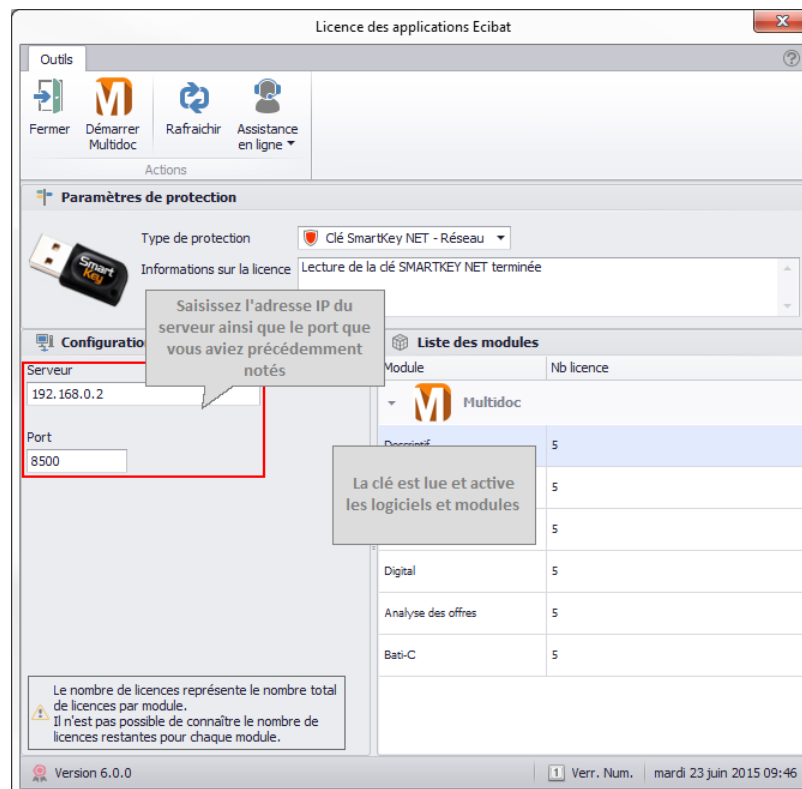 Licence des applications Ecibat
Outils
Fermer
Démarrer
Multidoc
Rafraichir
Assistance
en ligne
Actions
Paramètres de protection
Type de protection
Clé SmartKey NET - Réseau
Smart
Key
Informations sur la licence
Lecture de la clé SMARTKEY NET terminée
Saisissez l'adresse IP du
serveur ainsi que le port que
vous aviez précédemment
notés
Configuration
Serveur
192.168.0.2
Port
8500
Liste des modules
Module
Nb licence
Multidoc
Descriptif
5
La clé est lue et active
les logiciels et modules
5
5
Digital
5
Analyse des offres
5
Bati-C
5
Le nombre de licences représente le nombre total
de licences par module.
Il n'est pas possible de connaître le nombre de
licences restantes pour chaque module.
Version 6.0.0
1 Verr. Num.
mardi 23 juin 2015 09:46